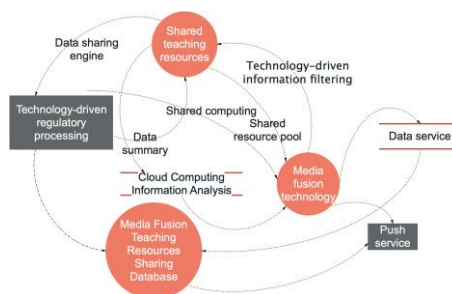 Data sharing
engine
Shared
teaching
resources
Technology-driven
information filtering
Technology-driven
regulatory
processing
Shared computing
Shared
resource pool
Data service
Data
summary
Cloud Computing
Information Analysis
Media
fusion
technology
Media Fusion
Teaching
Resources
Sharing
Database
Push
service